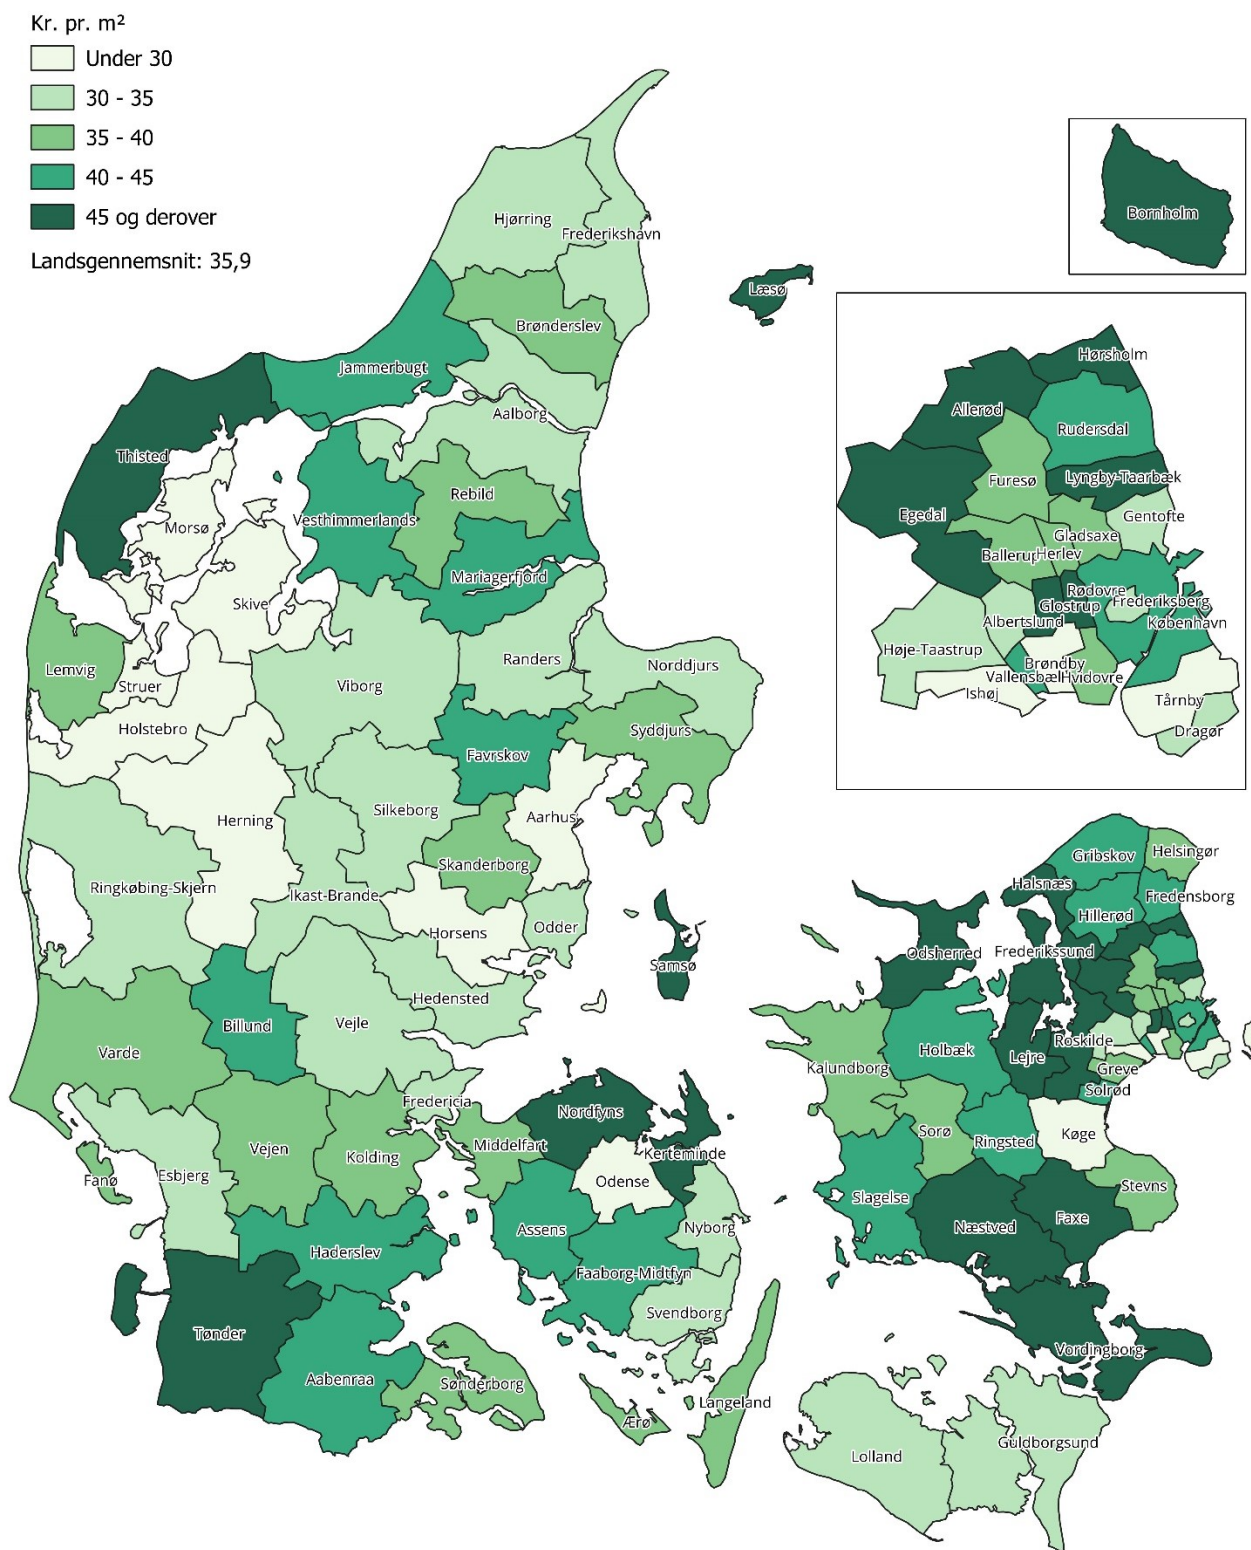 Kr. pr. m²
Under 30
30 - 35
35 - 40
40 - 45
45 og derover
Landsgennemsnit: 35,9
Hjørring
Frederikshavn
Brønderslev
Jammerbugt
Aalborg
Læsø
Bornholm
Thisted
Morsø
Vesthimmerlands
Rebild
Mariagerfjord
Skive
Lemvig
Struer
Holstebro
Viborg
Randers
Norddjurs
Syddjurs
Favrskov
Herning
Silkeborg
Aarhus
Skanderborg
Ringkøbing-Skjern
Ikast-Brande
Horsens
Odder
Samsø
Hedensted
Billund
Vejle
Varde
Fredericia
Vejen
Kolding
Middelfart
Fanø
Esbjerg
Nordfyns
Kerteminde
Odense
Assens
Nyborg
Haderslev
Faaborg-Midtfyn
Svendborg
Tønder
Aabenraa
Sønderborg
Ærø
Langeland
Hørsholm
Allerød
Rudersdal
Furesø
Lyngby-Taarbæk
Egedal
Gentofte
Gladsaxe
Ballerup
Herlev
Rødovre
Glostrup
Frederiksberg
Albertslund
København
Høje-Taastrup
Brøndby
Vallensbæk
Hvidovre
Ishøj
Tårnby
Dragør
Gribskov
Helsingør
Halsnæs
Fredensborg
Hillerød
Odsherred
Frederikssund
Roskilde
Holbæk
Lejre
Kalundborg
Greve
Solrød
Sorø
Ringsted
Køge
Stevns
Slagelse
Næstved
Faxe
Vordingborg
Lolland
Guldborgsund